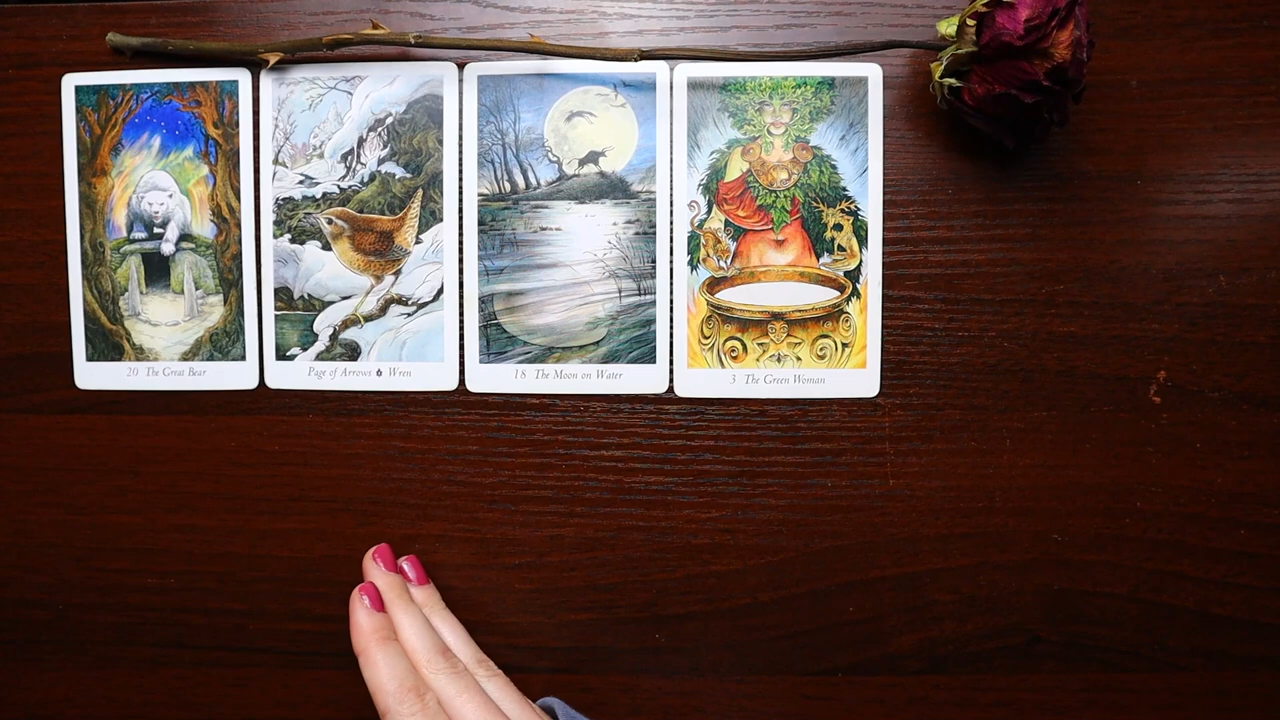 20 The Great Bear
Page of Arrows Wren
18 The Moon on Water
3 The Green Woman